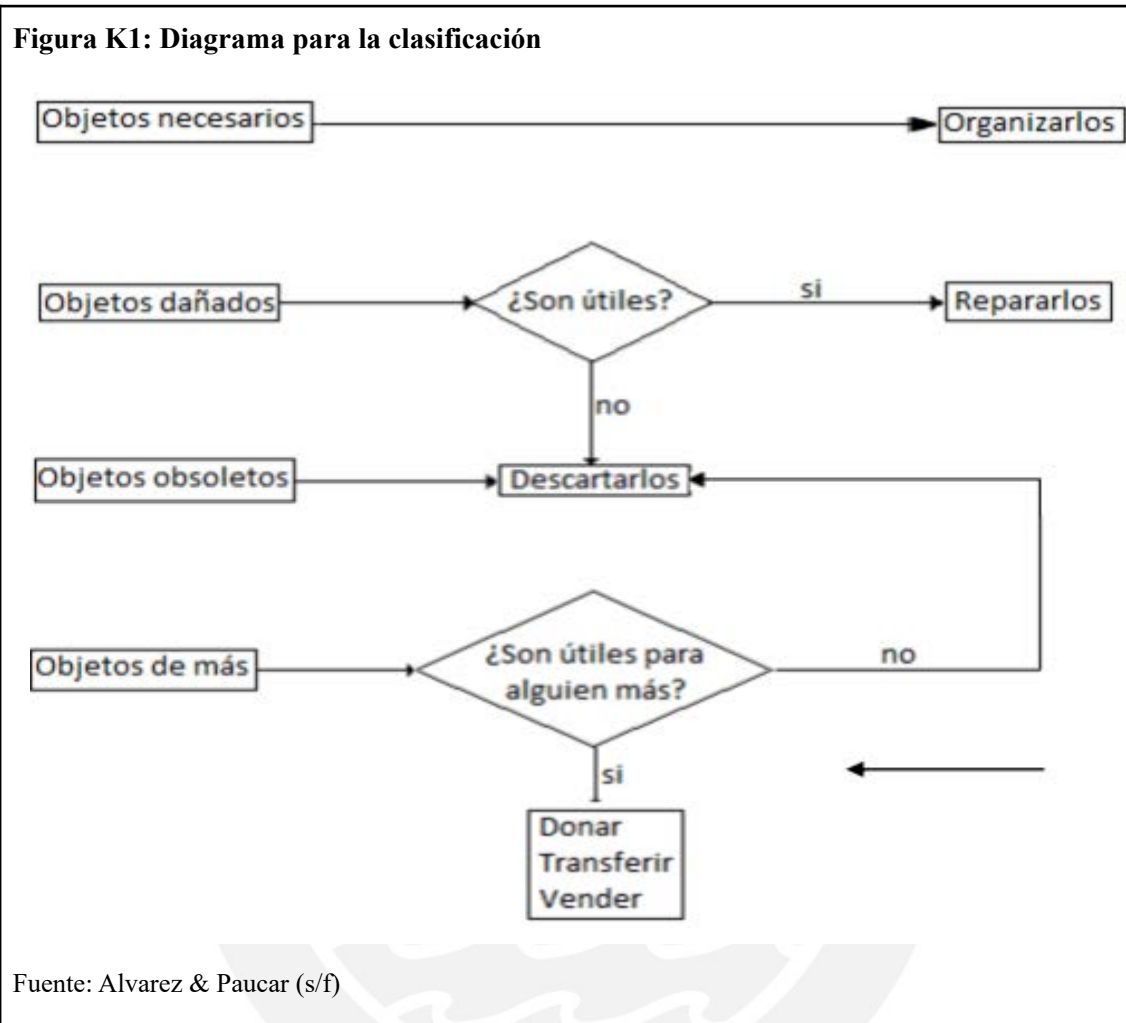 Figura K1: Diagrama para la clasificación
Objetos necesarios
Organizarlos
Objetos dañados
¿Son útiles?
si
Repararlos
no
Objetos obsoletos
Descartarlos
Objetos de más
¿Son útiles para
alguien más?
no
si
Donar
Transferir
Vender
Fuente: Alvarez & Paucar (s/f)